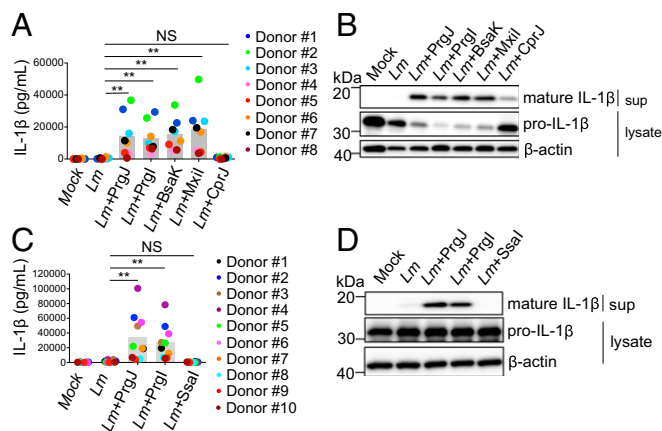 A
NS
**
**
**
**
IL-1β (pg/mL)
60000
40000
20000
0
Mock
Lm
Lm+PrgJ
Lm+PrgI
Lm+BsaK
Lm+MxiI
Lm+CprJ
Donor #1
Donor #2
Donor #3
Donor #4
Donor #5
Donor #6
Donor #7
Donor #8
B
Mock
Lm
Lm+PrgJ
Lm+PrgI
Lm+BsaK
Lm+MxiI
Lm+CprJ
kDa
20
30
40
mature IL-1β sup
pro-IL-1β
lysate
β-actin
C
NS
**
**
IL-1β (pg/mL)
120000
100000
80000
60000
40000
20000
0
Mock
Lm
Lm+PrgJ
Lm+PrgI
Lm+SsaI
Donor #1
Donor #2
Donor #3
Donor #4
Donor #5
Donor #6
Donor #7
Donor #8
Donor #9
Donor #10
D
Mock
Lm
Lm+PrgJ
Lm+PrgI
Lm+SsaI
kDa
20
30
40
mature IL-1β sup
pro-IL-1β
lysate
β-actin